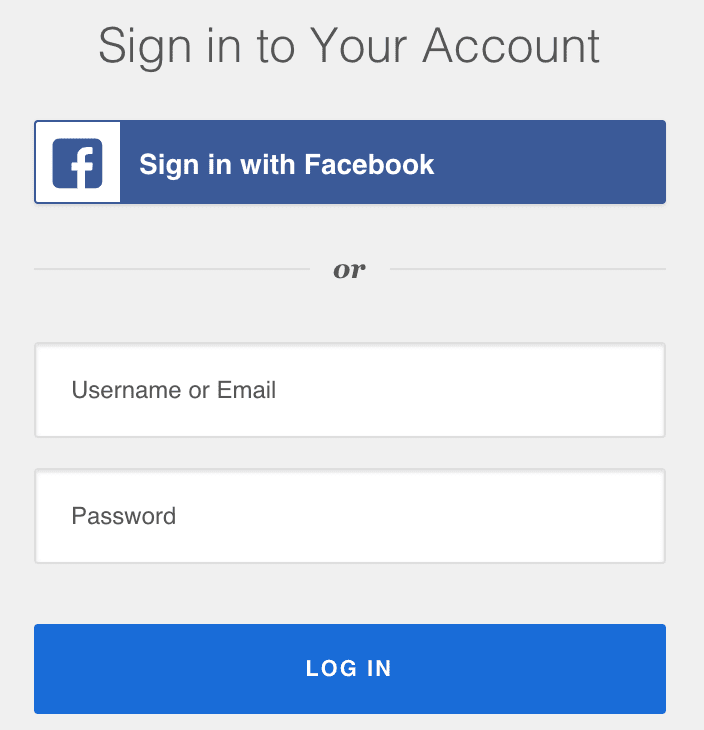 Sign in to Your Account
Sign in with Facebook
or
Username or Email
Password
LOG IN